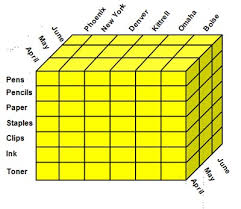 Phoenix
New York
Denver
Kittrell
Omaha
Boise
June
May
April
Pens
Pencils
Paper
Staples
Clips
Ink
Toner
June
May
April